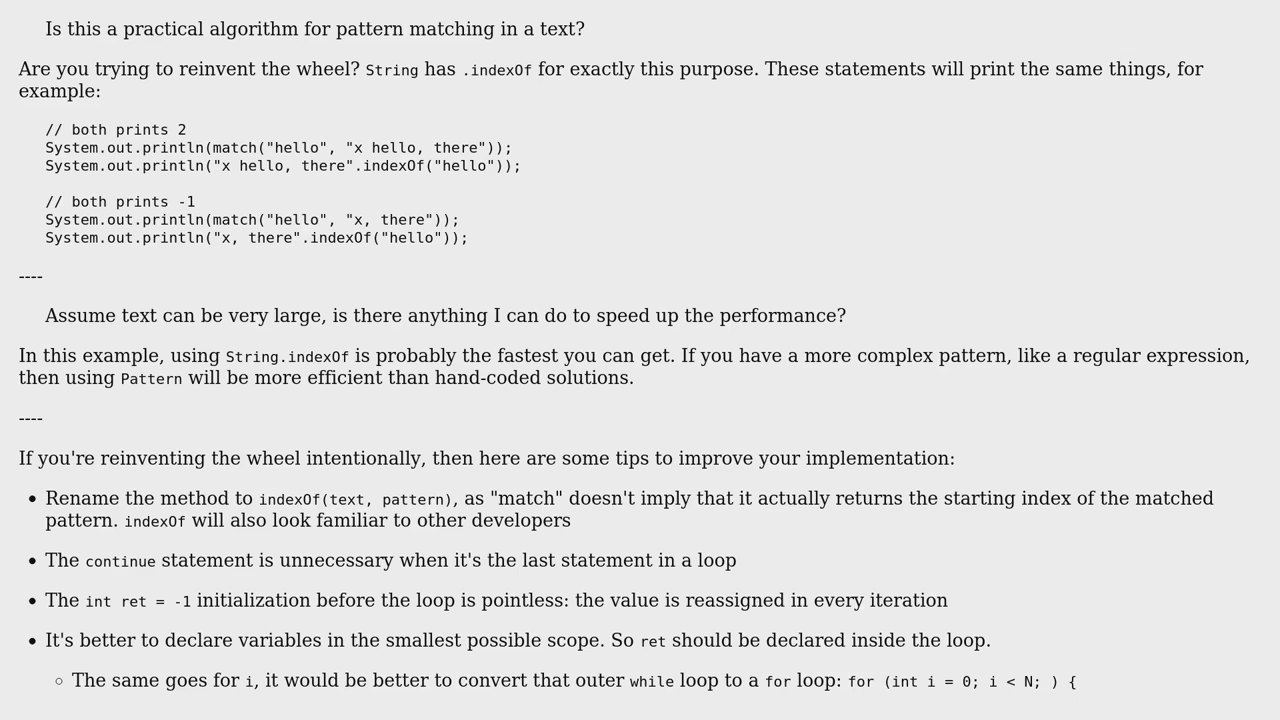 Is this a practical algorithm for pattern matching in a text?
Are you trying to reinvent the wheel? String has .indexOf for exactly this purpose. These statements will print the same things, for
example:
// both prints 2
System.out.println(match("hello", "x hello, there"));
System.out.println("x hello, there".indexOf("hello"));
// both prints -1
System.out.println(match("hello", "x, there"));
System.out.println("x, there".indexOf("hello"));
----
Assume text can be very large, is there anything I can do to speed up the performance?
In this example, using String.indexOf is probably the fastest you can get. If you have a more complex pattern, like a regular expression,
then using Pattern will be more efficient than hand-coded solutions.
----
If you're reinventing the wheel intentionally, then here are some tips to improve your implementation:
• Rename the method to indexOf(text, pattern), as "match" doesn't imply that it actually returns the starting index of the matched
pattern. indexOf will also look familiar to other developers
• The continue statement is unnecessary when it's the last statement in a loop
• The int ret = -1 initialization before the loop is pointless: the value is reassigned in every iteration
• It's better to declare variables in the smallest possible scope. So ret should be declared inside the loop.
◦ The same goes for i, it would be better to convert that outer while loop to a for loop: for (int i = 0; i < N; ) {